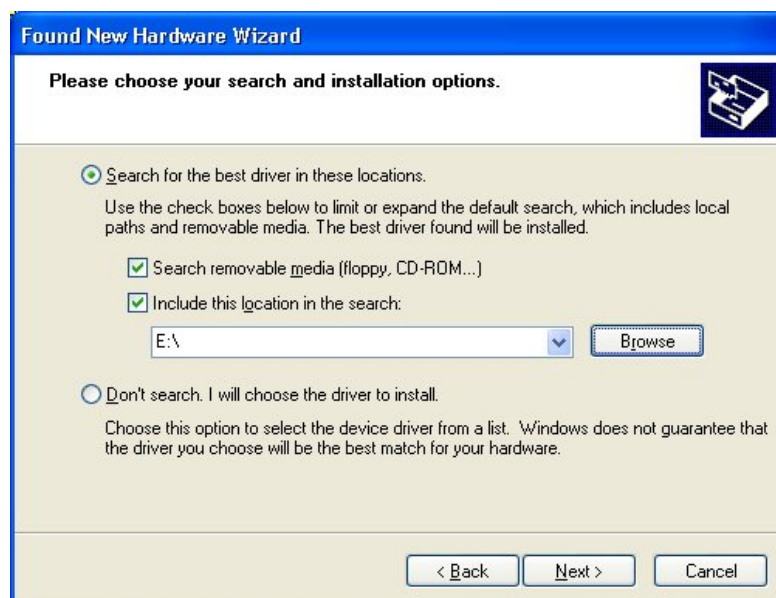 Found New Hardware Wizard
Please choose your search and installation options.
Search for the best driver in these locations.
Use the check boxes below to limit or expand the default search, which includes local
paths and removable media. The best driver found will be installed.
Search removable media (floppy, CD-ROM...)
Include this location in the search:
E:\
Browse
Don't search. I will choose the driver to install.
Choose this option to select the device driver from a list. Windows does not guarantee that
the driver you choose will be the best match for your hardware.
< Back Next > Cancel